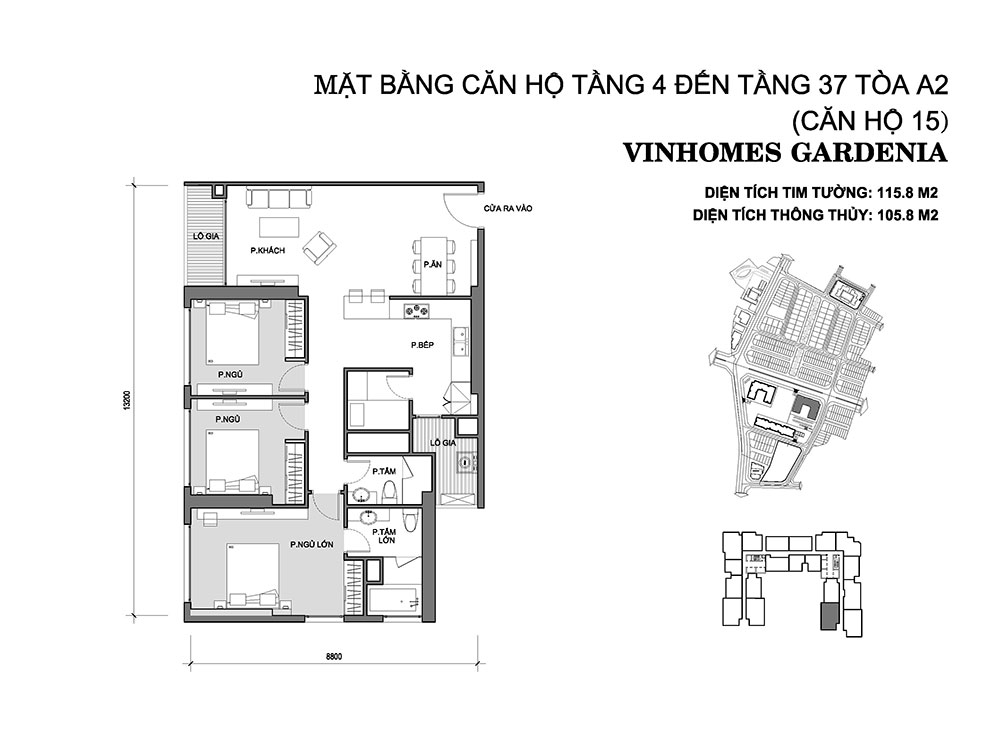 MẶT BẰNG CĂN HỘ TẦNG 4 ĐẾN TẦNG 37 TÒA A2
(CĂN HỘ 15)
VINHOMES GARDENIA
DIỆN TÍCH TIM TƯỜNG: 115.8 M2
DIỆN TÍCH THÔNG THỦY: 105.8 M2
CỬA RA VÀO
LÔ GIA
P.KHÁCH
P.ĂN
P.BẾP
P.NGỦ
13200
P.NGỦ
LÔ GIA
P.TẮM
P.TẮM
LỚN
P.NGỦ LỚN
8800